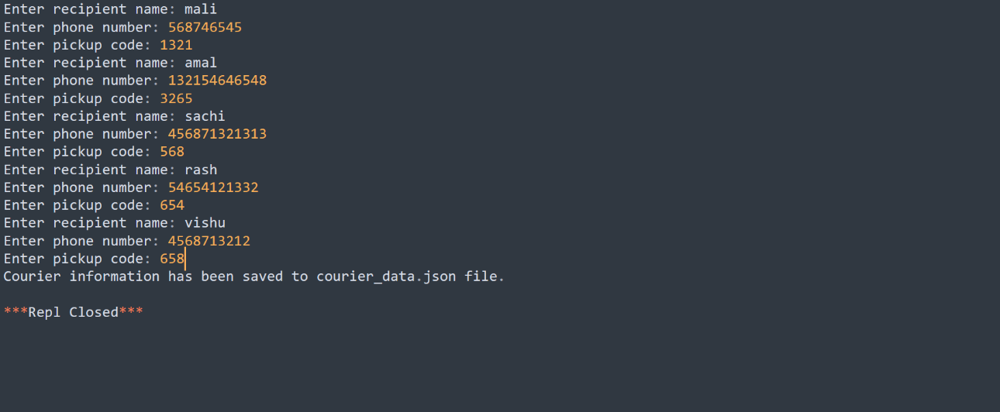 Enter recipient name: mali
Enter phone number: 568746545
Enter pickup code: 1321
Enter recipient name: amal
Enter phone number: 132154646548
Enter pickup code: 3265
Enter recipient name: sachi
Enter phone number: 456871321313
Enter pickup code: 568
Enter recipient name: rash
Enter phone number: 54654121332
Enter pickup code: 654
Enter recipient name: vishu
Enter phone number: 4568713212
Enter pickup code: 658
Courier information has been saved to courier_data.json file.
***Repl Closed***